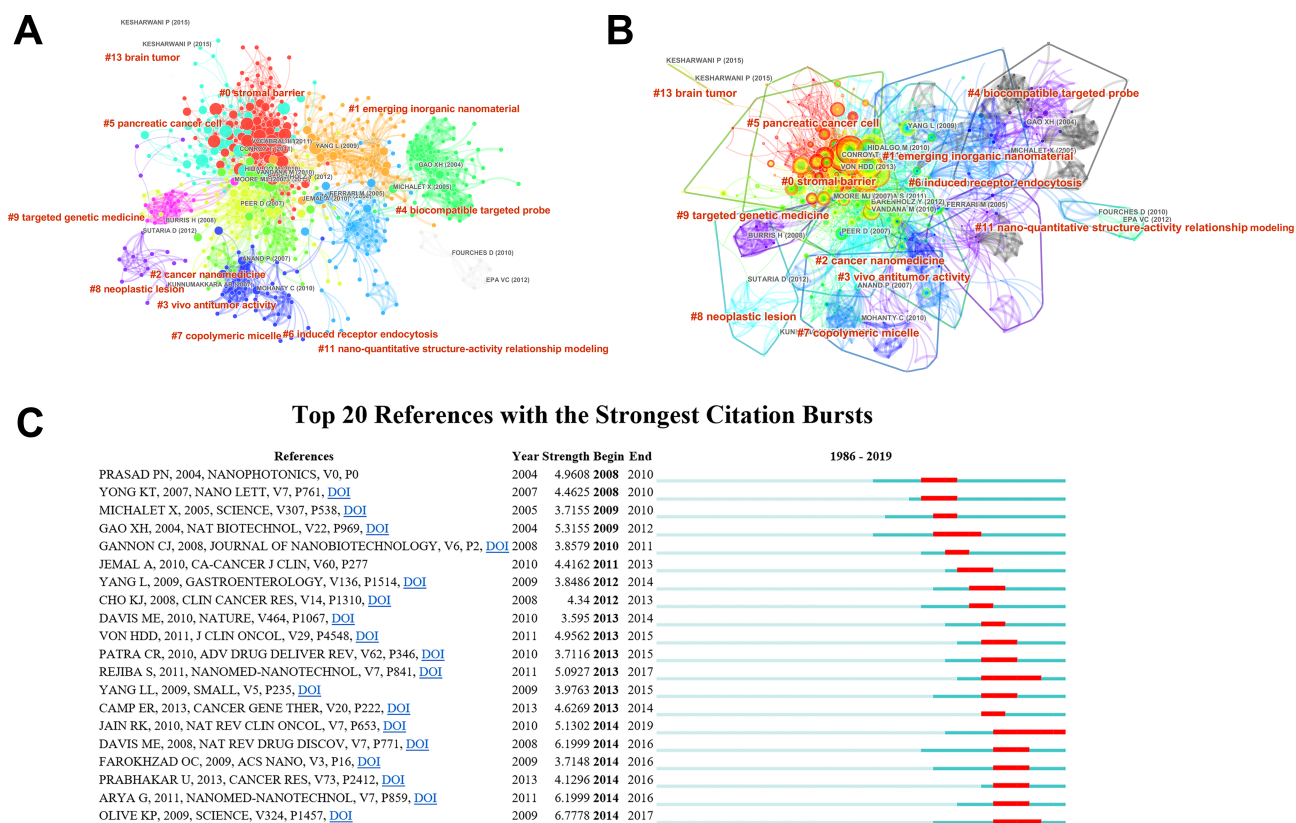 A
KESHARWANI P (2015)
KESHARWANI P (2015)
#13 brain tumor
#0 stromal barrier
#1 emerging inorganic nanomaterial
#5 pancreatic cancer cell
YANG L (2009)
GAO XH (2004)
MICHALET X (2005)
PEER D (2007)
#4 biocompatible targeted probe
#9 targeted genetic medicine
BURRIS H (2008)
SUTARIA D (2012)
FOURCHES D (2010)
ANAND P (2007)
#2 cancer nanomedicine
EPA VC (2012)
#8 neoplastic lesion
MOHANTY C (2010)
#3 vivo antitumor activity
#7 copolymeric micelle
#6 induced receptor endocytosis
#11 nano-quantitative structure-activity relationship modeling
B
KESHARWANI P (2015)
KESHARWANI P (2015)
#13 brain tumor
#4 biocompatible targeted probe
#5 pancreatic cancer cell
YANG L (2009)
GAO XH (2004)
HIDALGO M (2010)
MICHALET X (2005)
CONROY T
#1 emerging inorganic nanomaterial
VON HDD (2013)
#0 stromal barrier
#6 induced receptor endocytosis
MOORE MJ (2007)
BARENHOLZ Y (2012)
FERRARI M (2005)
VANDANA M (2010)
#9 targeted genetic medicine
FOURCHES D (2010)
EPA VC (2012)
#11 nano-quantitative structure-activity relationship modeling
BURRIS H (2008)
PEER D (2007)
#2 cancer nanomedicine
#3 vivo antitumor activity
SUTARIA D (2012)
ANAND P (2007)
#8 neoplastic lesion
MOHANTY C (2010)
#7 copolymeric micelle
C
Top 20 References with the Strongest Citation Bursts
References Year Strength Begin End 1986 - 2019
PRASAD PN, 2004, NANOPHOTONICS, V0, P0 2004 4.9608 2008 2010
YONG KT, 2007, NANO LETT, V7, P761, DOI 2007 4.4625 2008 2010
MICHALET X, 2005, SCIENCE, V307, P538, DOI 2005 3.7155 2009 2010
GAO XH, 2004, NAT BIOTECHNOL, V22, P969, DOI 2004 5.3155 2009 2012
GANNON CJ, 2008, JOURNAL OF NANOBIOTECHNOLOGY, V6, P2, DOI 2008 3.8579 2010 2011
JEMAL A, 2010, CA-CANCER J CLIN, V60, P277 2010 4.4162 2011 2013
YANG L, 2009, GASTROENTEROLOGY, V136, P1514, DOI 2009 3.8486 2012 2014
CHO KJ, 2008, CLIN CANCER RES, V14, P1310, DOI 2008 4.34 2012 2013
DAVIS ME, 2010, NATURE, V464, P1067, DOI 2010 3.595 2013 2014
VON HDD, 2011, J CLIN ONCOL, V29, P4548, DOI 2011 4.9562 2013 2015
PATRA CR, 2010, ADV DRUG DELIVER REV, V62, P346, DOI 2010 3.7116 2013 2015
REJIBA S, 2011, NANOMED-NANOTECHNOL, V7, P841, DOI 2011 5.0927 2013 2017
YANG LL, 2009, SMALL, V5, P235, DOI 2009 3.9763 2013 2015
CAMP ER, 2013, CANCER GENE THER, V20, P222, DOI 2013 4.6269 2013 2014
JAIN RK, 2010, NAT REV CLIN ONCOL, V7, P653, DOI 2010 5.1302 2014 2019
DAVIS ME, 2008, NAT REV DRUG DISCOV, V7, P771, DOI 2008 6.1999 2014 2016
FAROKHZAD OC, 2009, ACS NANO, V3, P16, DOI 2009 3.7148 2014 2016
PRABHAKAR U, 2013, CANCER RES, V73, P2412, DOI 2013 4.1296 2014 2016
ARYA G, 2011, NANOMED-NANOTECHNOL, V7, P859, DOI 2011 6.1999 2014 2016
OLIVE KP, 2009, SCIENCE, V324, P1457, DOI 2009 6.7778 2014 2017